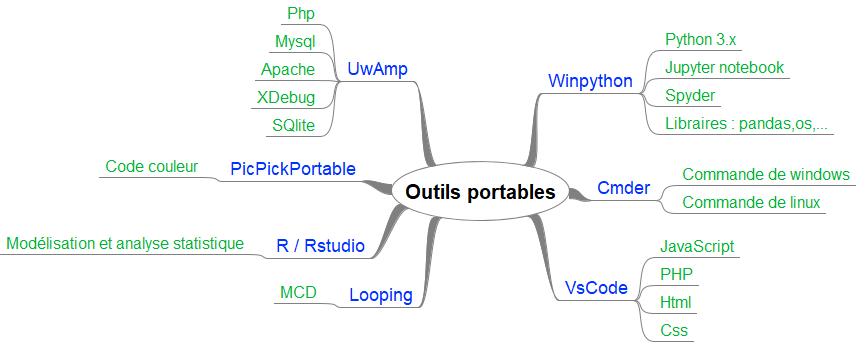 Outils portables
UwAmp
Php
Mysql
Apache
XDebug
SQlite
PicPickPortable
Code couleur
R / Rstudio
Modélisation et analyse statistique
Looping
MCD
Winpython
Python 3.x
Jupyter notebook
Spyder
Libraires : pandas,os,...
Cmder
Commande de windows
Commande de linux
VsCode
JavaScript
PHP
Html
Css